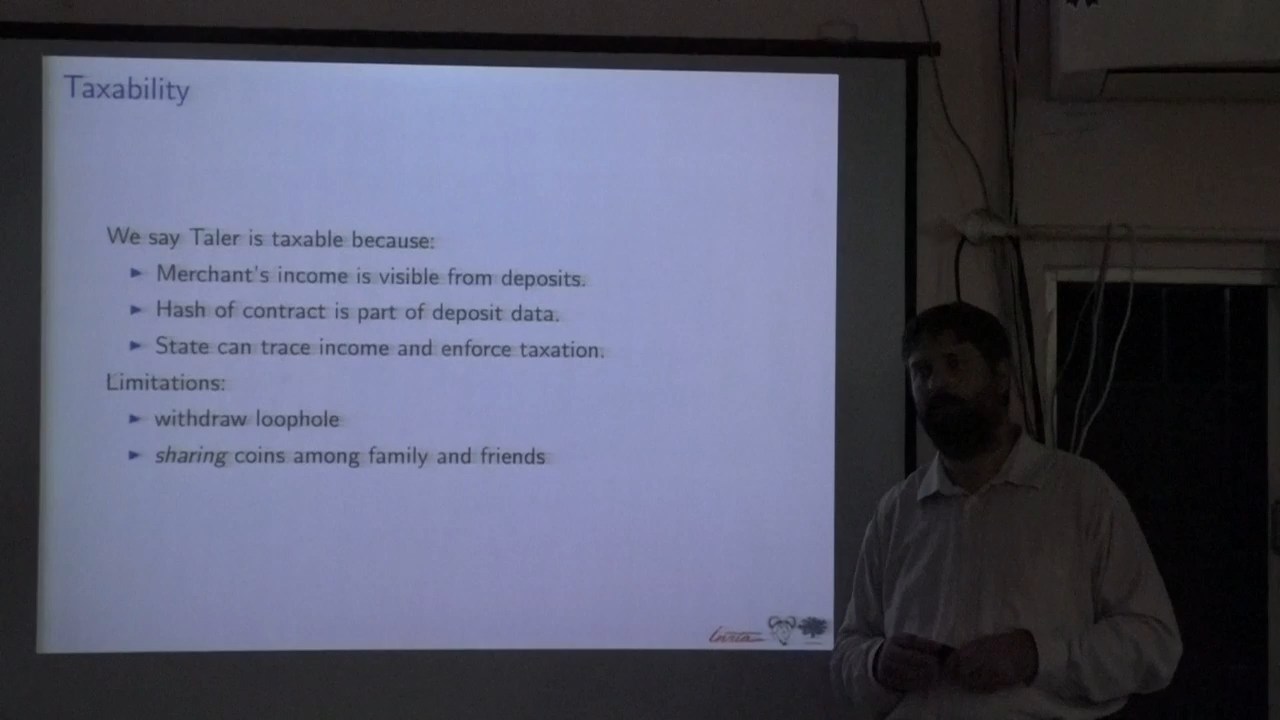 Taxability
We say Taler is taxable because:
► Merchant's income is visible from deposits.
► Hash of contract is part of deposit data.
► State can trace income and enforce taxation.
Limitations:
► withdraw loophole
► sharing coins among family and friends
Inria